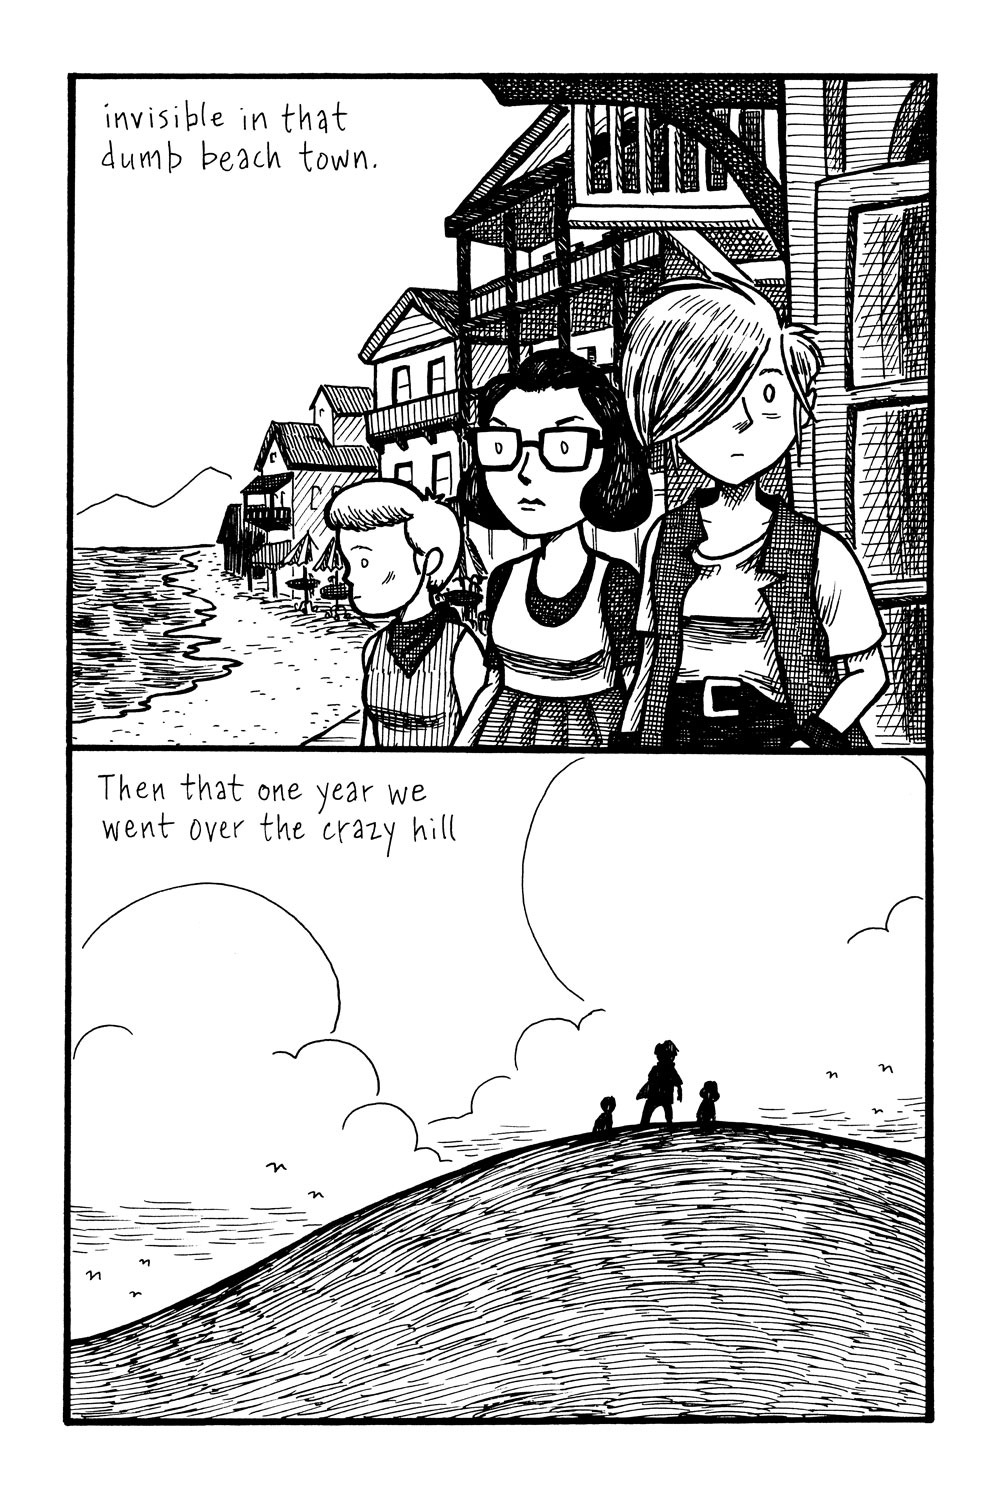 invisible in that
dumb beach town.
Then that one year we
went over the crazy hill